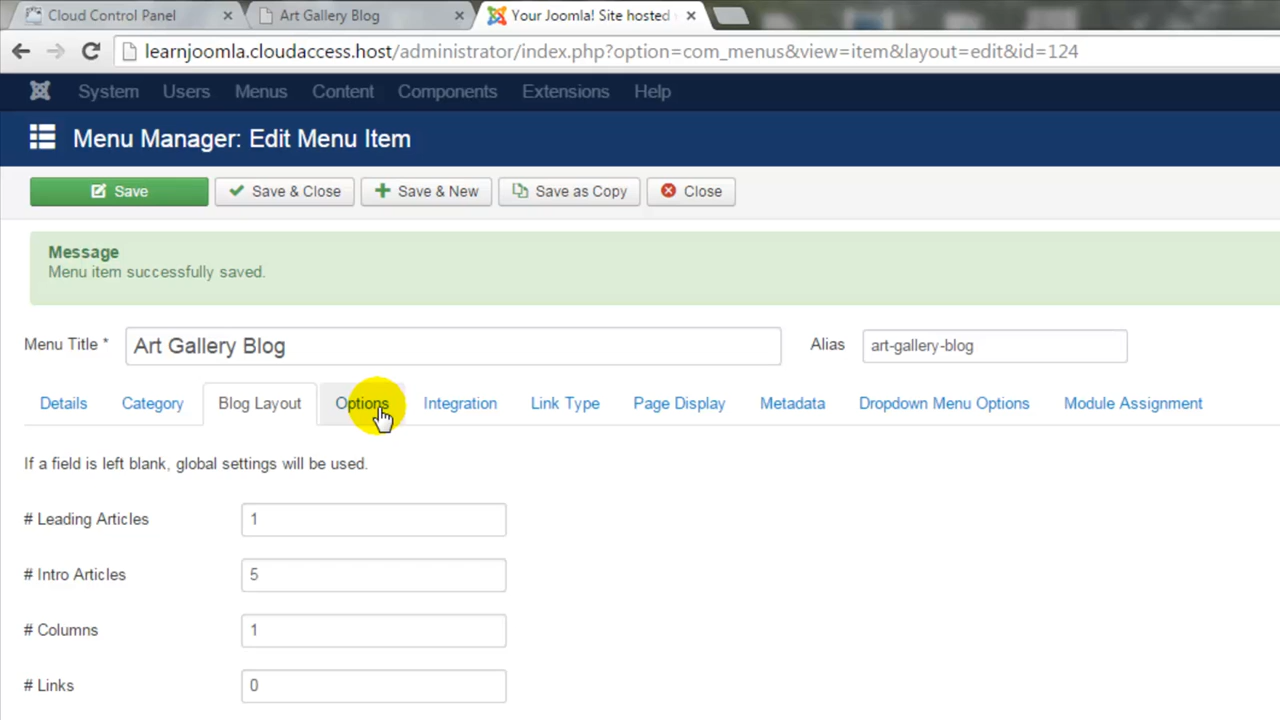 Cloud Control Panel
Art Gallery Blog
Your Joomla! Site hosted
learnjoomla.cloudaccess.host/administrator/index.php?option=com_menus&view=item&layout=edit&id=124
System Users Menus Content Components Extensions Help
Menu Manager: Edit Menu Item
Save Save & Close Save & New Save as Copy Close
Message
Menu item successfully saved.
Menu Title * Art Gallery Blog Alias art-gallery-blog
Details Category Blog Layout Options Integration Link Type Page Display Metadata Dropdown Menu Options Module Assignment
If a field is left blank, global settings will be used.
# Leading Articles 1
# Intro Articles 5
# Columns 1
# Links 0